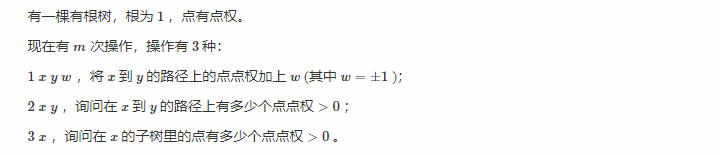 有一棵有根树，根为 1 ，点有点权。
现在有 m 次操作，操作有 3 种：
1 x y w ，将 x 到 y 的路径上的点点权加上 w (其中 w = ±1 )；
2 x y ，询问在 x 到 y 的路径上有多少个点点权 > 0 ；
3 x ，询问在 x 的子树里的点有多少个点点权 > 0 。